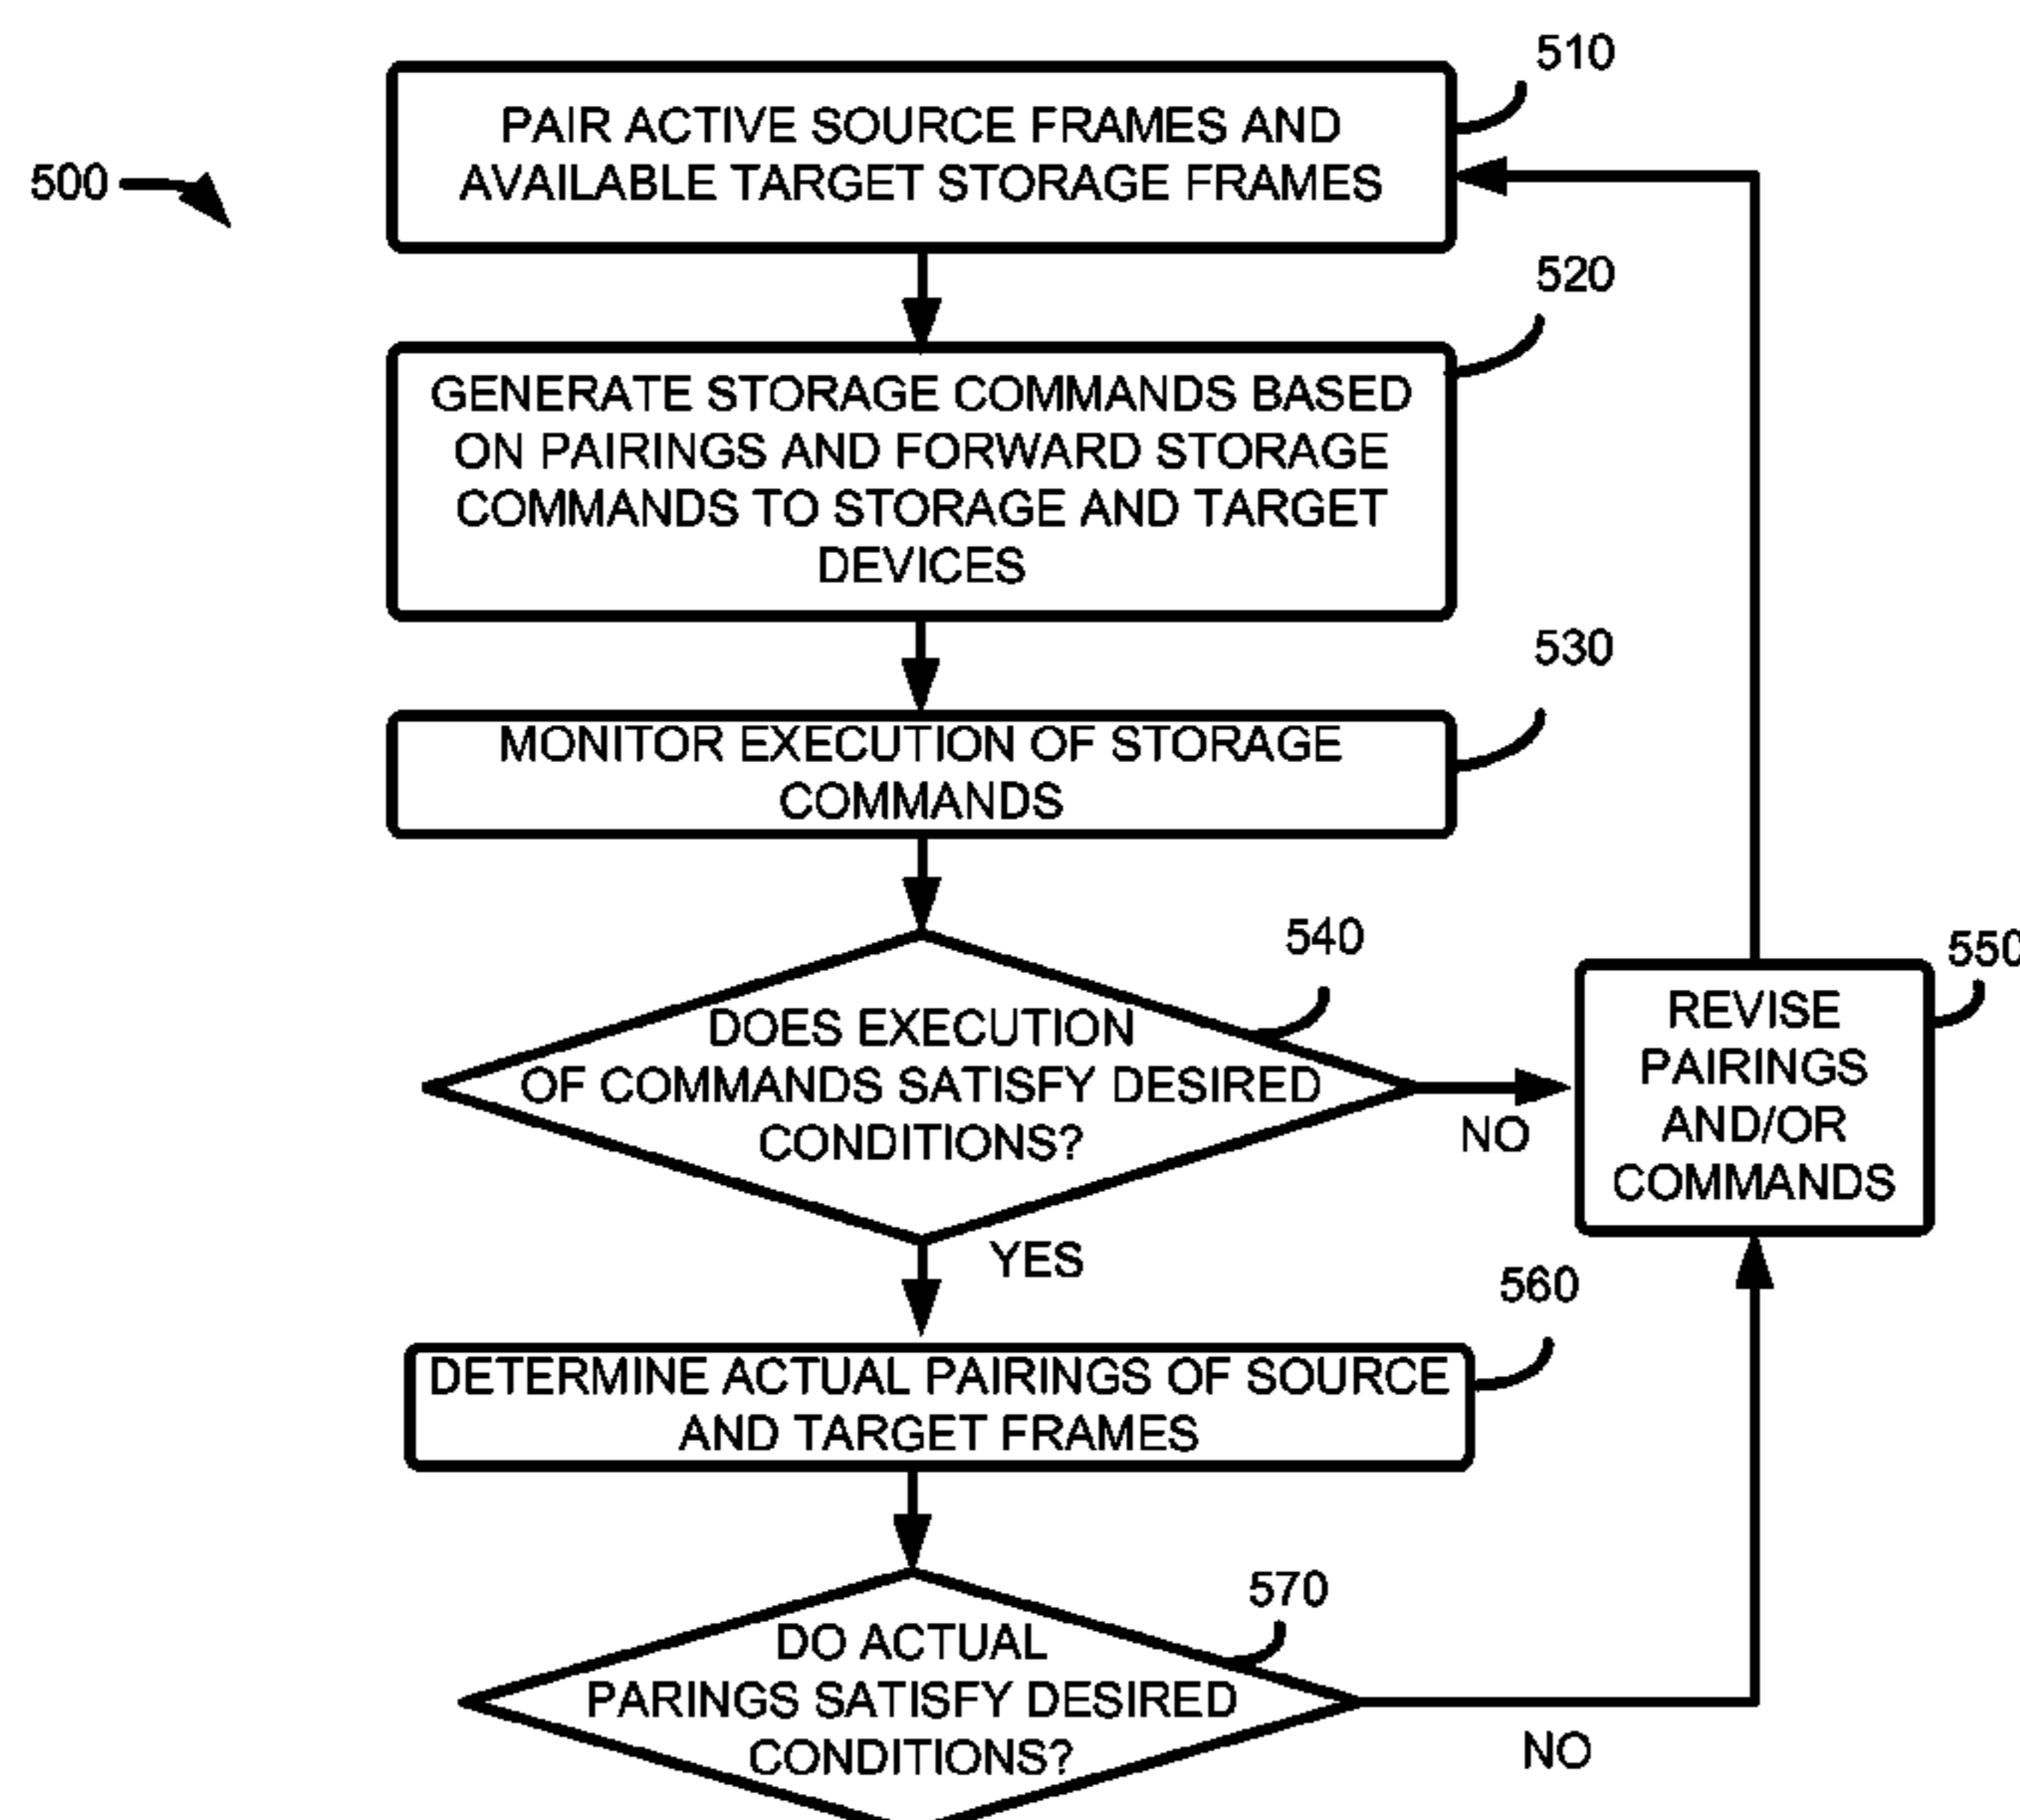 510
PAIR ACTIVE SOURCE FRAMES AND
AVAILABLE TARGET STORAGE FRAMES
500
520
GENERATE STORAGE COMMANDS BASED
ON PAIRINGS AND FORWARD STORAGE
COMMANDS TO STORAGE AND TARGET
DEVICES
530
MONITOR EXECUTION OF STORAGE
COMMANDS
540
DOES EXECUTION
OF COMMANDS SATISFY DESIRED
CONDITIONS?
NO
550
REVISE
PAIRINGS
AND/OR
COMMANDS
YES
560
DETERMINE ACTUAL PAIRINGS OF SOURCE
AND TARGET FRAMES
570
DO ACTUAL
PARINGS SATISFY DESIRED
CONDITIONS?
NO